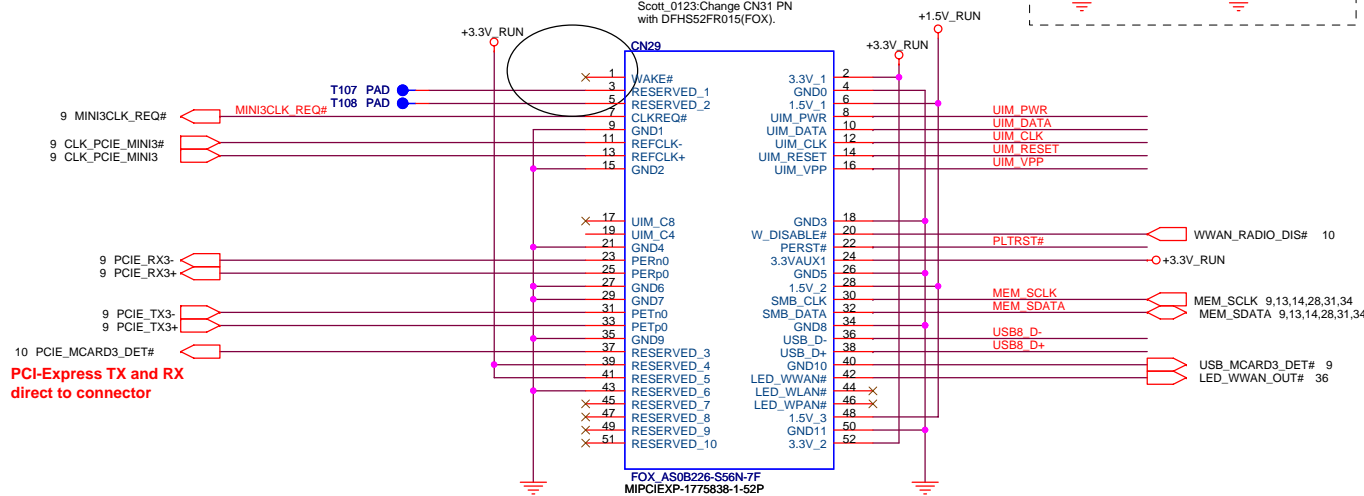 Scott_0123:Change CN31 PN
with DFHS52FR015(FOX).
+1.5V_RUN
+3.3V_RUN
+3.3V_RUN
CN29
1 WAKE# 3.3V_1 2
T107 PAD 3 RESERVED_1 GND0 4
T108 PAD 5 RESERVED_2 1.5V_1 6
9 MINI3CLK_REQ# MINI3CLK_REQ# 7 CLKREQ# UIM_PWR 8 UIM_PWR
9 GND1 UIM_DATA 10 UIM_DATA
9 CLK_PCIE_MINI3# 11 REFCLK- UIM_CLK 12 UIM_CLK
9 CLK_PCIE_MINI3 13 REFCLK+ UIM_RESET 14 UIM_RESET
15 GND2 UIM_VPP 16 UIM_VPP
17 UIM_C8 GND3 18
19 UIM_C4 W_DISABLE# 20 WWAN_RADIO_DIS# 10
21 GND4 PERST# 22 PLTRST#
9 PCIE_RX3- 23 PERn0 3.3VAUX1 24 +3.3V_RUN
9 PCIE_RX3+ 25 PERp0 GND5 26
27 GND6 1.5V_2 28
29 GND7 SMB_CLK 30 MEM_SCLK MEM_SCLK 9,13,14,28,31,34
9 PCIE_TX3- 31 PETn0 SMB_DATA 32 MEM_SDATA MEM_SDATA 9,13,14,28,31,34
9 PCIE_TX3+ 33 PETp0 GND8 34
35 GND9 USB_D- 36 USB8_D-
10 PCIE_MCARD3_DET# 37 RESERVED_3 USB_D+ 38 USB8_D+
39 RESERVED_4 GND10 40 USB_MCARD3_DET# 9
41 RESERVED_5 LED_WWAN# 42 LED_WWAN_OUT# 36
43 RESERVED_6 LED_WLAN# 44
45 RESERVED_7 LED_WPAN# 46
47 RESERVED_8 1.5V_3 48
49 RESERVED_9 GND11 50
51 RESERVED_10 3.3V_2 52
PCI-Express TX and RX
direct to connector
FOX_AS0B226-S56N-7F
MIPCIEXP-1775838-1-52P